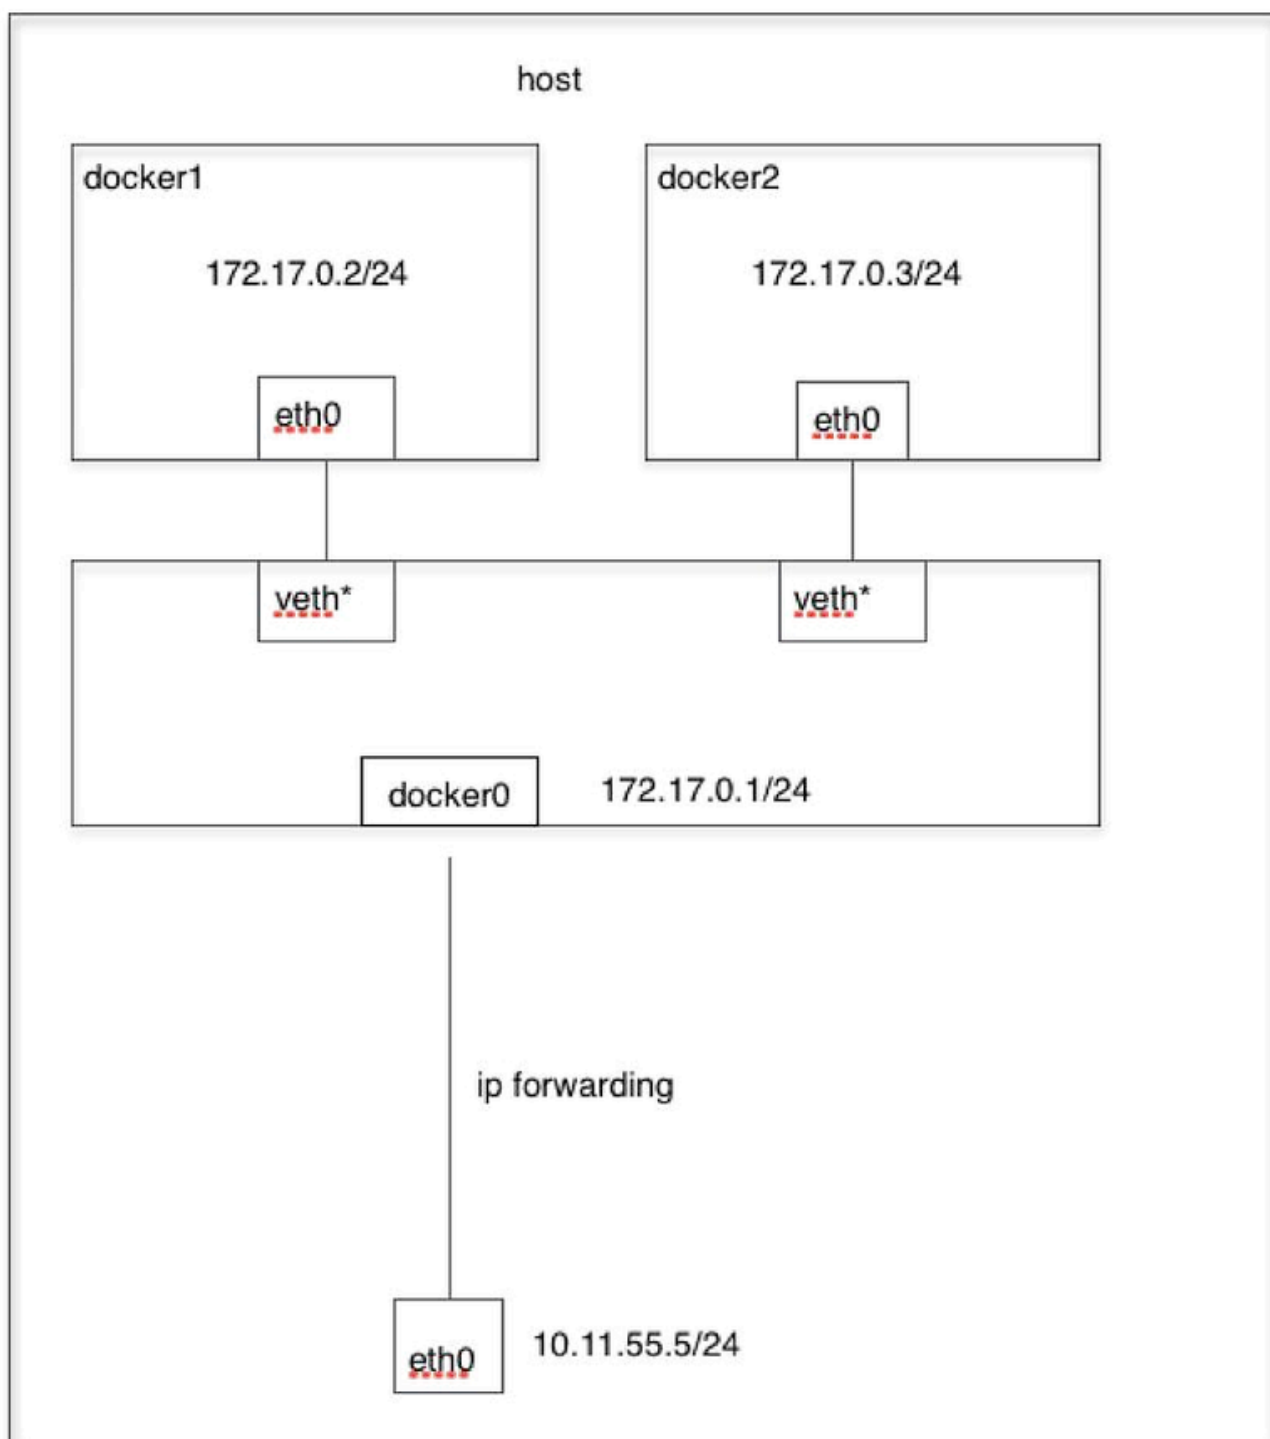 host
docker1
docker2
172.17.0.2/24
172.17.0.3/24
eth0
eth0
veth*
veth*
docker0
172.17.0.1/24
ip forwarding
eth0
10.11.55.5/24